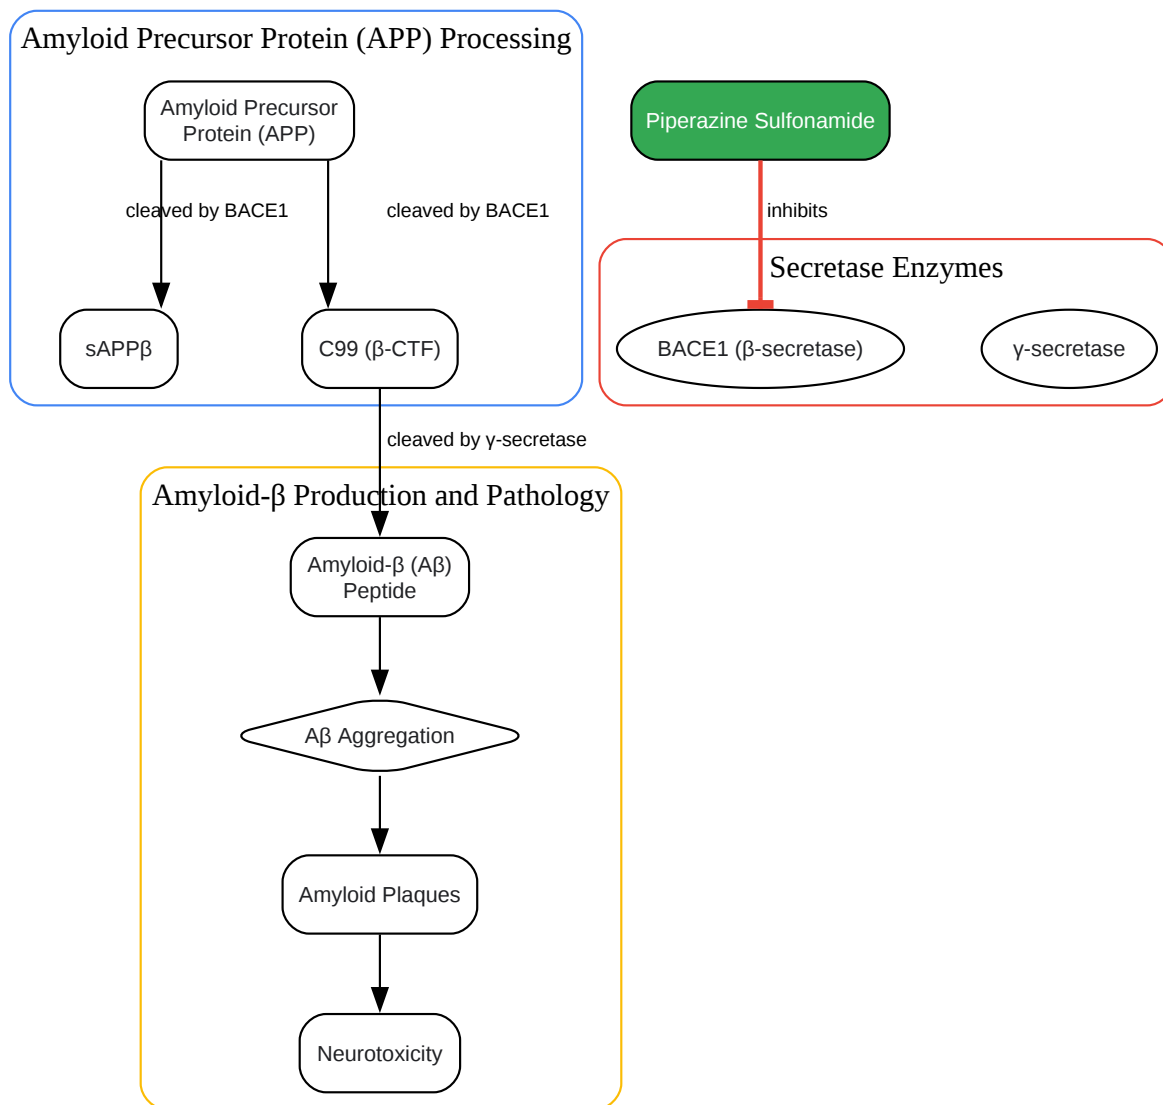 Amyloid Precursor Protein (APP) Processing
Amyloid Precursor
Protein (APP)
Piperazine Sulfonamide
cleaved by BACE1
cleaved by BACE1
inhibits
Secretase Enzymes
sAPPβ
C99 (β-CTF)
BACE1 (β-secretase)
γ-secretase
cleaved by γ-secretase
Amyloid-β Production and Pathology
Amyloid-β (Aβ)
Peptide
Aβ Aggregation
Amyloid Plaques
Neurotoxicity